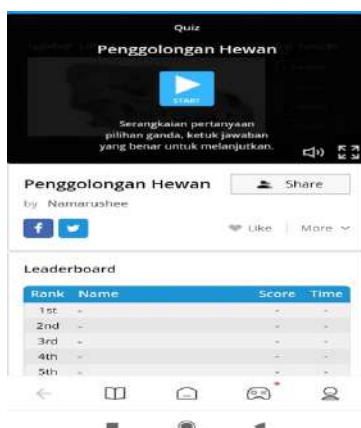 Quiz
Penggolongan Hewan
START
Serangkaian pertanyaan
pilihan ganda, ketuk jawaban
yang benar untuk melanjutkan.
Penggolongan Hewan
Share
by Namarushee
Like
More
Leaderboard
Rank Name Score Time
1st - - -
2nd - - -
3rd - - -
4th - - -
5th - - -